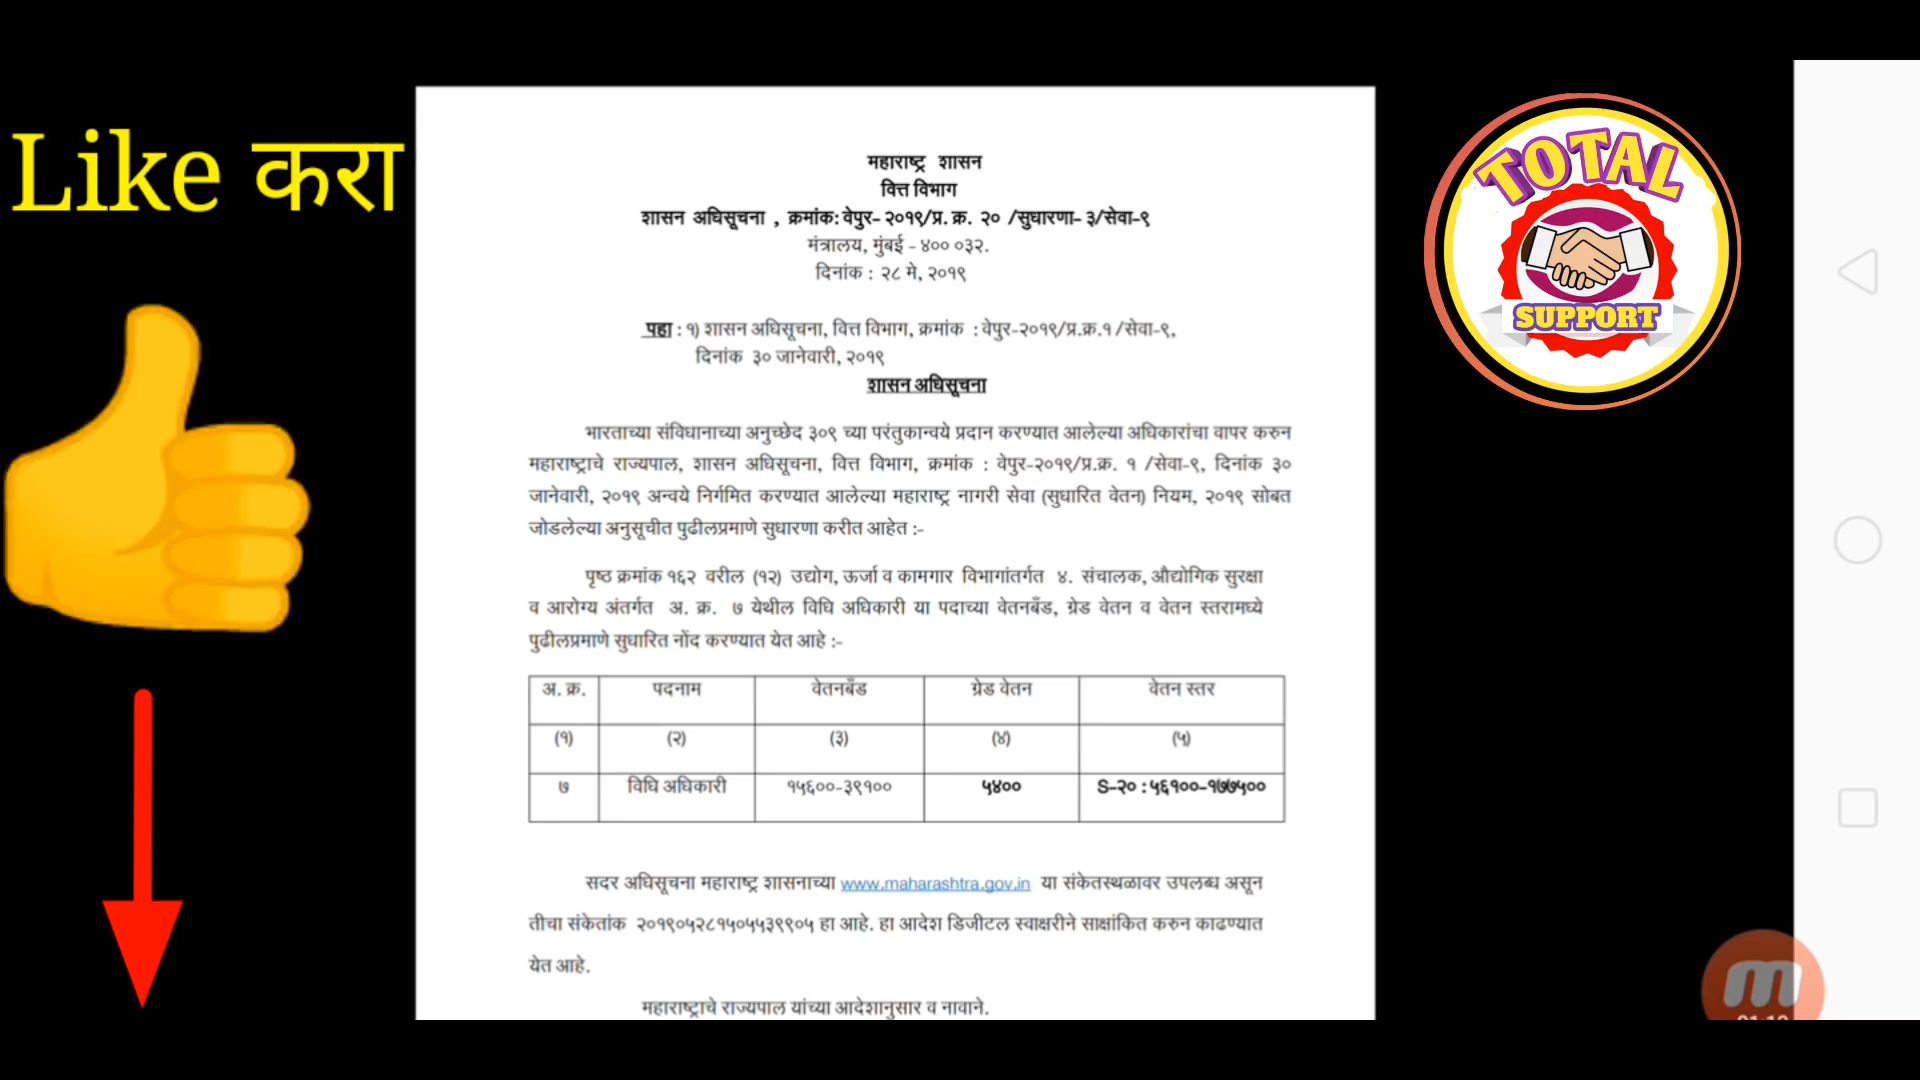 Like करा
महाराष्ट्र शासन
वित्त विभाग
शासन अधिसूचना , क्रमांक: वेपुर- २०१९/प्र. क्र. २० /सुधारणा- ३/सेवा-९
मंत्रालय, मुंबई - ४०० ०३२.
दिनांक : २८ मे, २०१९
पहा : १) शासन अधिसूचना, वित्त विभाग, क्रमांक : वेपुर-२०१९/प्र.क्र.१ /सेवा-९,
दिनांक ३० जानेवारी, २०१९
शासन अधिसूचना
भारताच्या संविधानाच्या अनुच्छेद ३०९ च्या परंतुकान्वये प्रदान करण्यात आलेल्या अधिकारांचा वापर करुन
महाराष्ट्राचे राज्यपाल, शासन अधिसूचना, वित्त विभाग, क्रमांक : वेपुर-२०१९/प्र.क्र. १ /सेवा-९, दिनांक ३०
जानेवारी, २०१९ अन्वये निर्गमित करण्यात आलेल्या महाराष्ट्र नागरी सेवा (सुधारित वेतन) नियम, २०१९ सोबत
जोडलेल्या अनुसूचीत पुढीलप्रमाणे सुधारणा करीत आहेत :-
पृष्ठ क्रमांक १६२ वरील (१२) उद्योग, ऊर्जा व कामगार विभागांतर्गत ४. संचालक, औद्योगिक सुरक्षा
व आरोग्य अंतर्गत अ. क्र. ७ येथील विधि अधिकारी या पदाच्या वेतनबँड, ग्रेड वेतन व वेतन स्तरामध्ये
पुढीलप्रमाणे सुधारित नोंद करण्यात येत आहे :-
अ. क्र. पदनाम वेतनबँड ग्रेड वेतन वेतन स्तर
(१) (२) (३) (४) (५)
७ विधि अधिकारी १५६००-३९१०० ५४०० S-२० : ५६१००-१७७५००
सदर अधिसूचना महाराष्ट्र शासनाच्या www.maharashtra.gov.in या संकेतस्थळावर उपलब्ध असून
तीचा संकेतांक २०१९०५२८१५०५५३९९०५ हा आहे. हा आदेश डिजीटल स्वाक्षरीने साक्षांकित करुन काढण्यात
येत आहे.
महाराष्ट्राचे राज्यपाल यांच्या आदेशानुसार व नावाने.
TOTAL
SUPPORT